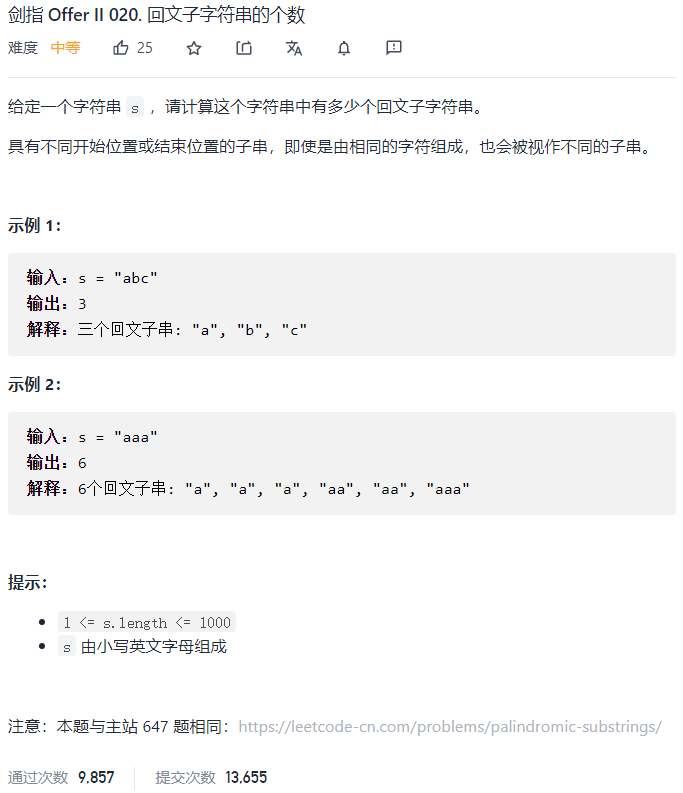 剑指 Offer II 020. 回文子字符串的个数
难度 中等 25
给定一个字符串 s ，请计算这个字符串中有多少个回文子字符串。
具有不同开始位置或结束位置的子串，即使是由相同的字符组成，也会被视作不同的子串。
示例 1：
输入：s = "abc"
输出：3
解释：三个回文子串: "a", "b", "c"
示例 2：
输入：s = "aaa"
输出：6
解释：6个回文子串: "a", "a", "a", "aa", "aa", "aaa"
提示：
1 <= s.length <= 1000
s 由小写英文字母组成
注意：本题与主站 647 题相同：https://leetcode-cn.com/problems/palindromic-substrings/
通过次数 9,857 提交次数 13,655